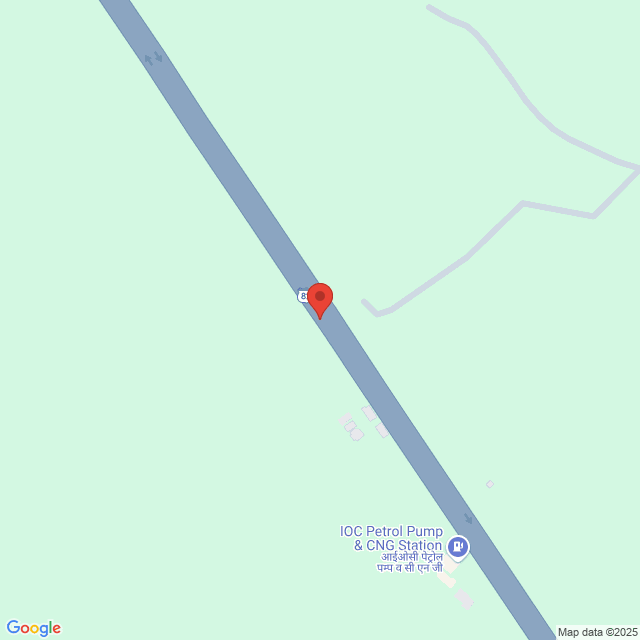 IOC Petrol Pump
& CNG Station
आईओसी पेट्रोल
पम्प व सी एन जी
Google
Map data ©2025